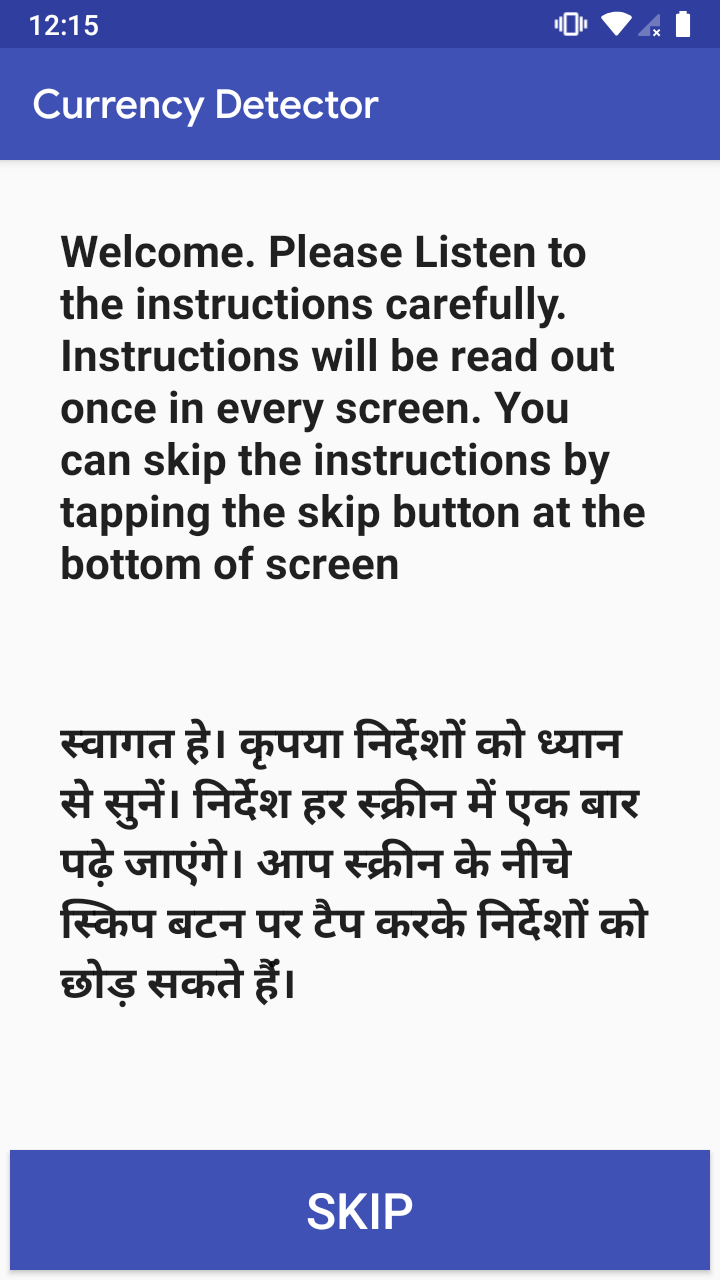 12:15
Currency Detector
Welcome. Please Listen to
the instructions carefully.
Instructions will be read out
once in every screen. You
can skip the instructions by
tapping the skip button at the
bottom of screen
स्वागत हे। कृपया निर्देशों को ध्यान
से सुनें। निर्देश हर स्क्रीन में एक बार
पढ़े जाएंगे। आप स्क्रीन के नीचे
स्किप बटन पर टैप करके निर्देशों को
छोड़ सकते हैं।
SKIP